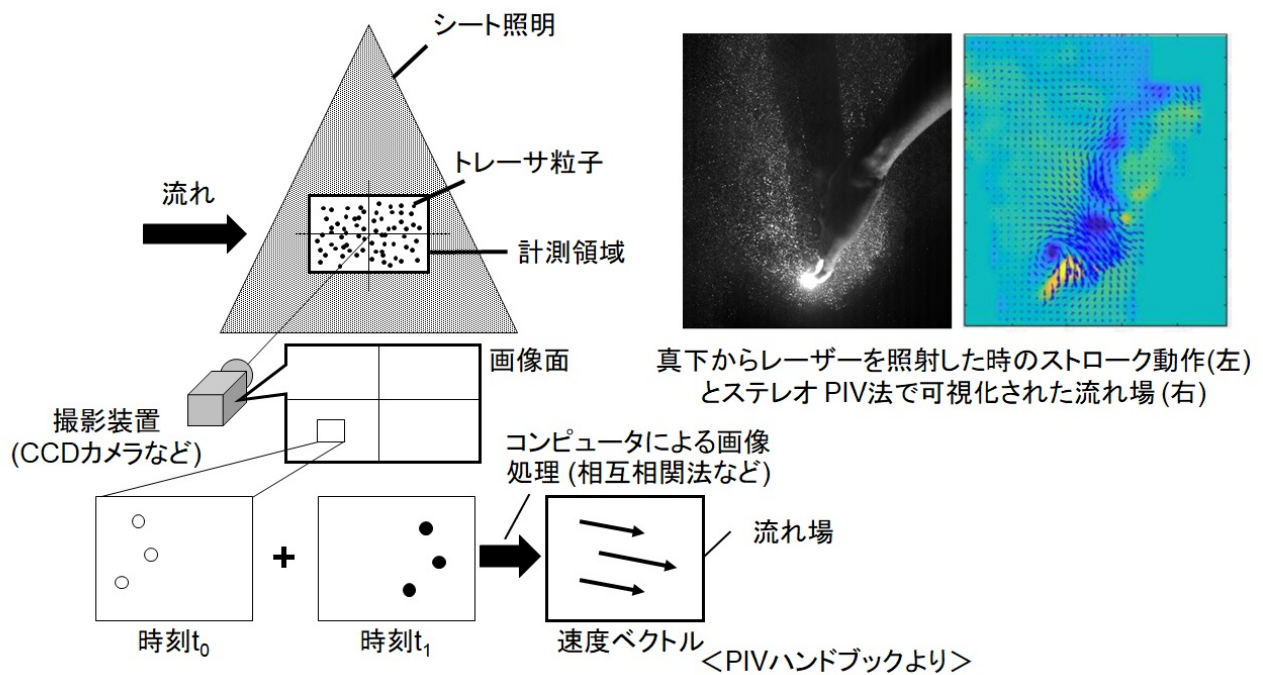 シート照明
トレーサ粒子
流れ
計測領域
画像面
撮影装置
(CCDカメラなど)
コンピュータによる画像
処理 (相互相関法など)
流れ場
時刻t₀
時刻t₁
速度ベクトル
＜PIVハンドブックより＞
真下からレーザーを照射した時のストローク動作(左)
とステレオ PIV法で可視化された流れ場 (右)